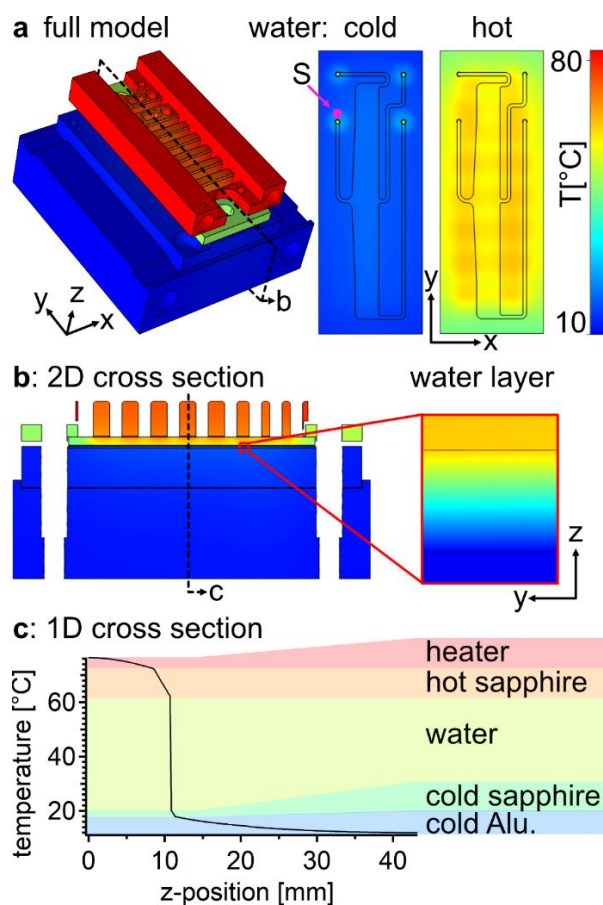 a full model water: cold hot
S
80
T[°C]
10
b
y z x
y
x
b: 2D cross section water layer
c
z
y
c: 1D cross section
temperature [°C]
60
40
20
heater
hot sapphire
water
cold sapphire
cold Alu.
0 10 20 30 40
z-position [mm]